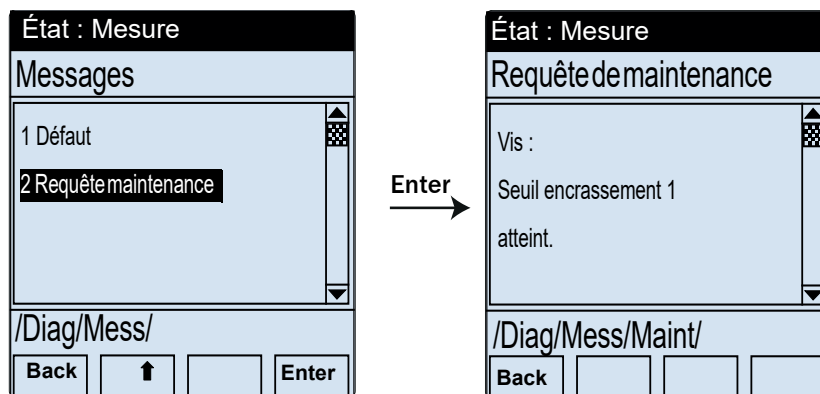 État : Mesure
Messages
1 Défaut
2 Requête maintenance
/Diag/Mess/
Back
Enter
Enter
État : Mesure
Requête de maintenance
Vis :
Seuil encrassement 1
atteint.
/Diag/Mess/Maint/
Back